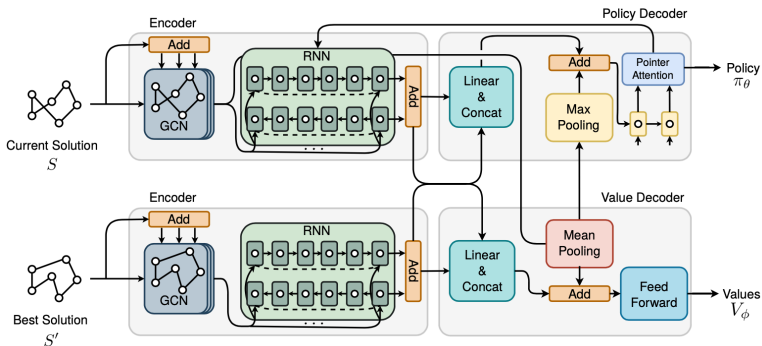 Encoder
Policy Decoder
Add
RNN
GCN
. . .
Add
Linear
&
Concat
Add
Max
Pooling
Pointer
Attention
Policy
πθ
Current Solution
S
Encoder
Value Decoder
Add
RNN
GCN
...
Add
Linear
&
Concat
Mean
Pooling
Add
Feed
Forward
Values
Vϕ
Best Solution
S′